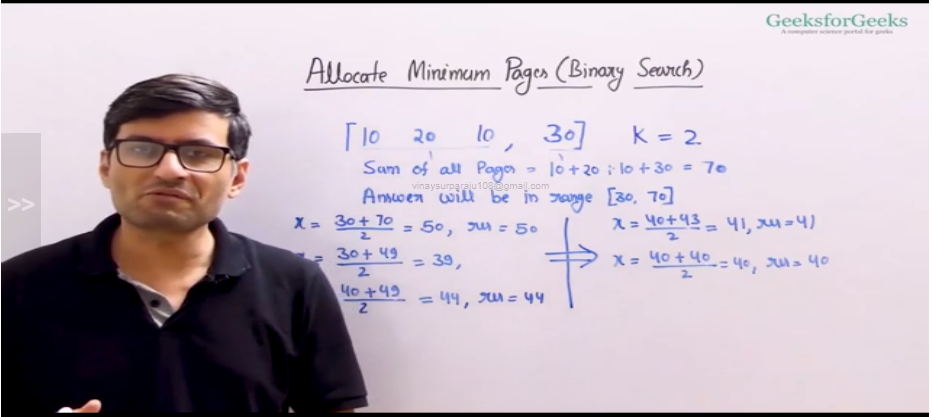 GeeksforGeeks
A computer science portal for geeks
Allocate Minimum Pages (Binary Search)
[10 20 10, 30] K = 2
Sum of all Pages = 10+20+10+30 = 70
vinaysurparaju108@gmail.com
Answer will be in range [30, 70]
x = 30+70/2 = 50, res = 50
= 30+49/2 = 39,
40+49/2 = 44, res = 44
x = 40+43/2 = 41, res = 41
x = 40+40/2 = 40, res = 40
>>